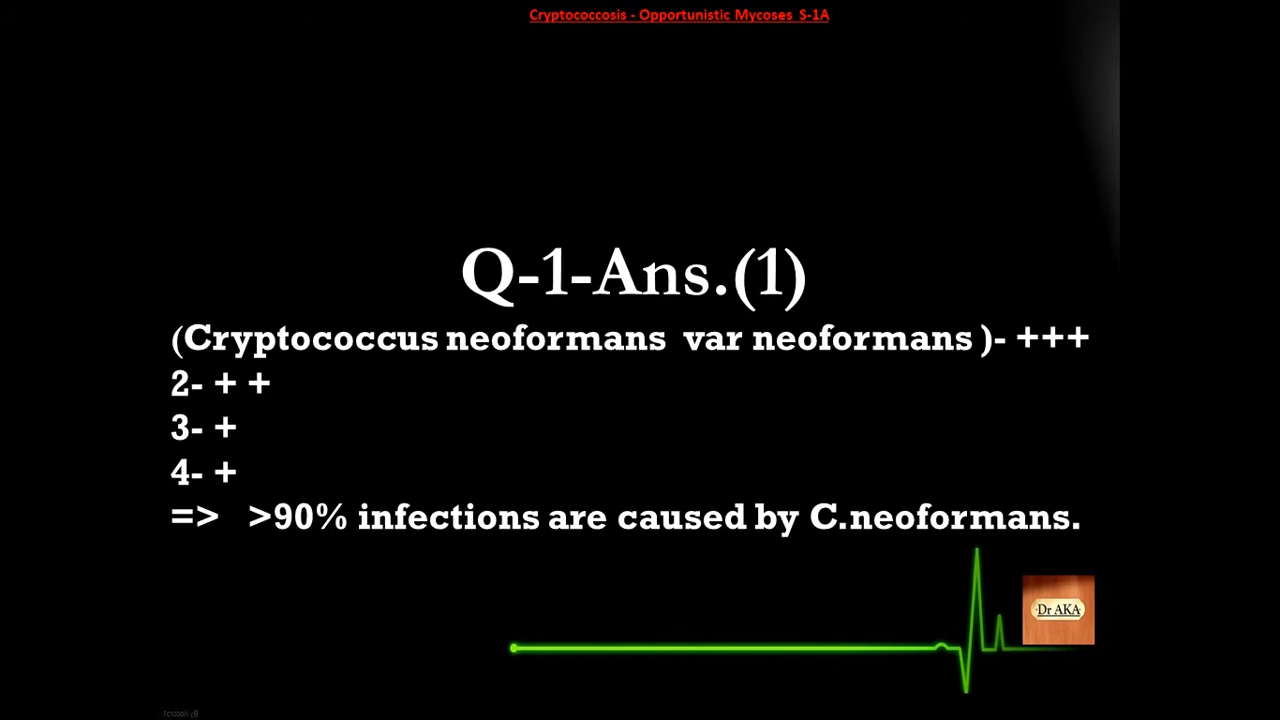 Cryptococcosis - Opportunistic Mycoses S-1A
Q-1-Ans.(1)
(Cryptococcus neoformans var neoformans )- +++
2- + +
3- +
4- +
=> >90% infections are caused by C.neoformans.
Dr AKA